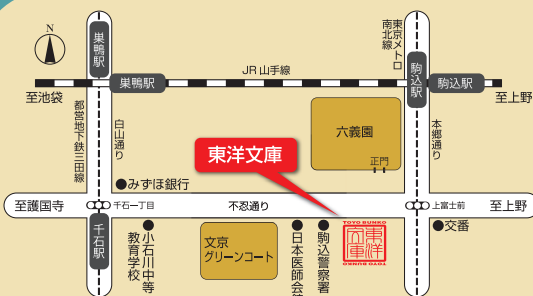 N
巣鴨駅
東京メトロ
南北線
JR 山手線
巣鴨駅
駒込駅
駒込駅
至池袋
至上野
都営地下鉄三田線
白山通り
六義園
正門
本郷通り
東洋文庫
みずほ銀行
至護国寺
千石一丁目
不忍通り
上富士前
至上野
千石駅
小石川中等
教育学校
文京
グリーンコート
日本医師会
駒込警察署
TOYO BUNKO
東洋文庫
TOYO BUNKO
交番